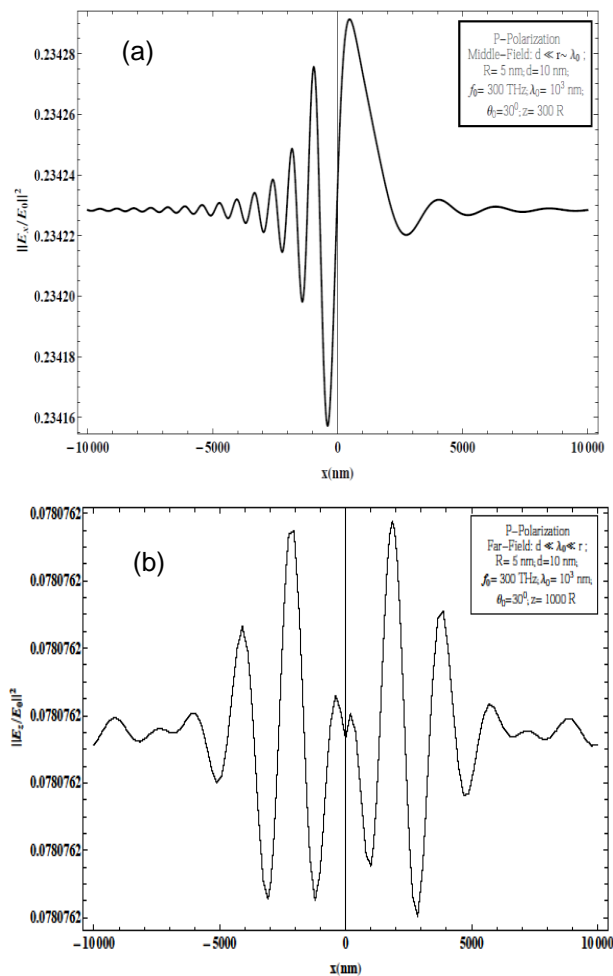 (a)
P-Polarization
Middle-Field: d ≪ r~ λ₀ ;
R= 5 nm;d=10 nm;
f₀= 300 THz;λ₀= 10³ nm;
θ₀=30⁰;z= 300 R
||Eₓ/E₀||²
0.23428
0.23426
0.23424
0.23422
0.23420
0.23418
0.23416
−10000 −5000 0 5000 10000
x(nm)
(b)
P-Polarization
Far-Field: d ≪ λ₀≪ r ;
R= 5 nm;d=10 nm;
f₀= 300 THz;λ₀= 10³ nm;
θ₀=30⁰;z= 1000 R
||E_z/E₀||²
0.0780762
0.0780762
0.0780762
0.0780762
0.0780762
0.0780762
0.0780762
−10000 −5000 0 5000 10000
x(nm)